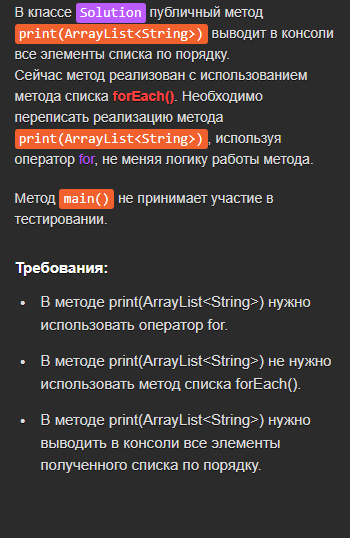 В классе Solution публичный метод
print(ArrayList<String>) выводит в консоли
все элементы списка по порядку.
Сейчас метод реализован с использованием
метода списка forEach(). Необходимо
переписать реализацию метода
print(ArrayList<String>), используя
оператор for, не меняя логику работы метода.
Метод main() не принимает участие в
тестировании.
Требования:
• В методе print(ArrayList<String>) нужно
использовать оператор for.
• В методе print(ArrayList<String>) не нужно
использовать метод списка forEach().
• В методе print(ArrayList<String>) нужно
выводить в консоли все элементы
полученного списка по порядку.